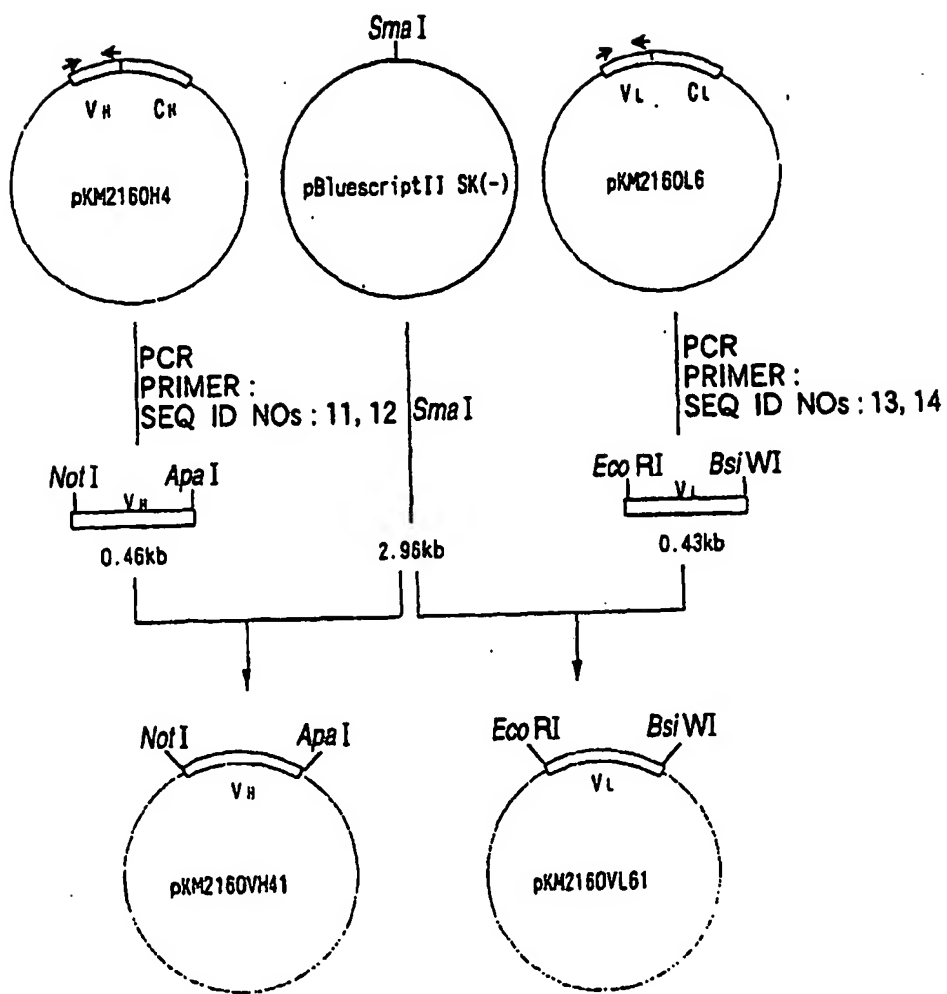 Sma I
VH CH
pKM2160H4
pBluescriptII SK(-)
VL CL
pKM2160L6
PCR
PRIMER :
SEQ ID NOs : 11, 12
Sma I
PCR
PRIMER :
SEQ ID NOs : 13, 14
Not I Apa I
VH
0.46kb
2.96kb
Eco RI Bsi WI
VL
0.43kb
Not I Apa I
VH
pKM2160VH41
Eco RI Bsi WI
VL
pKM2160VL61